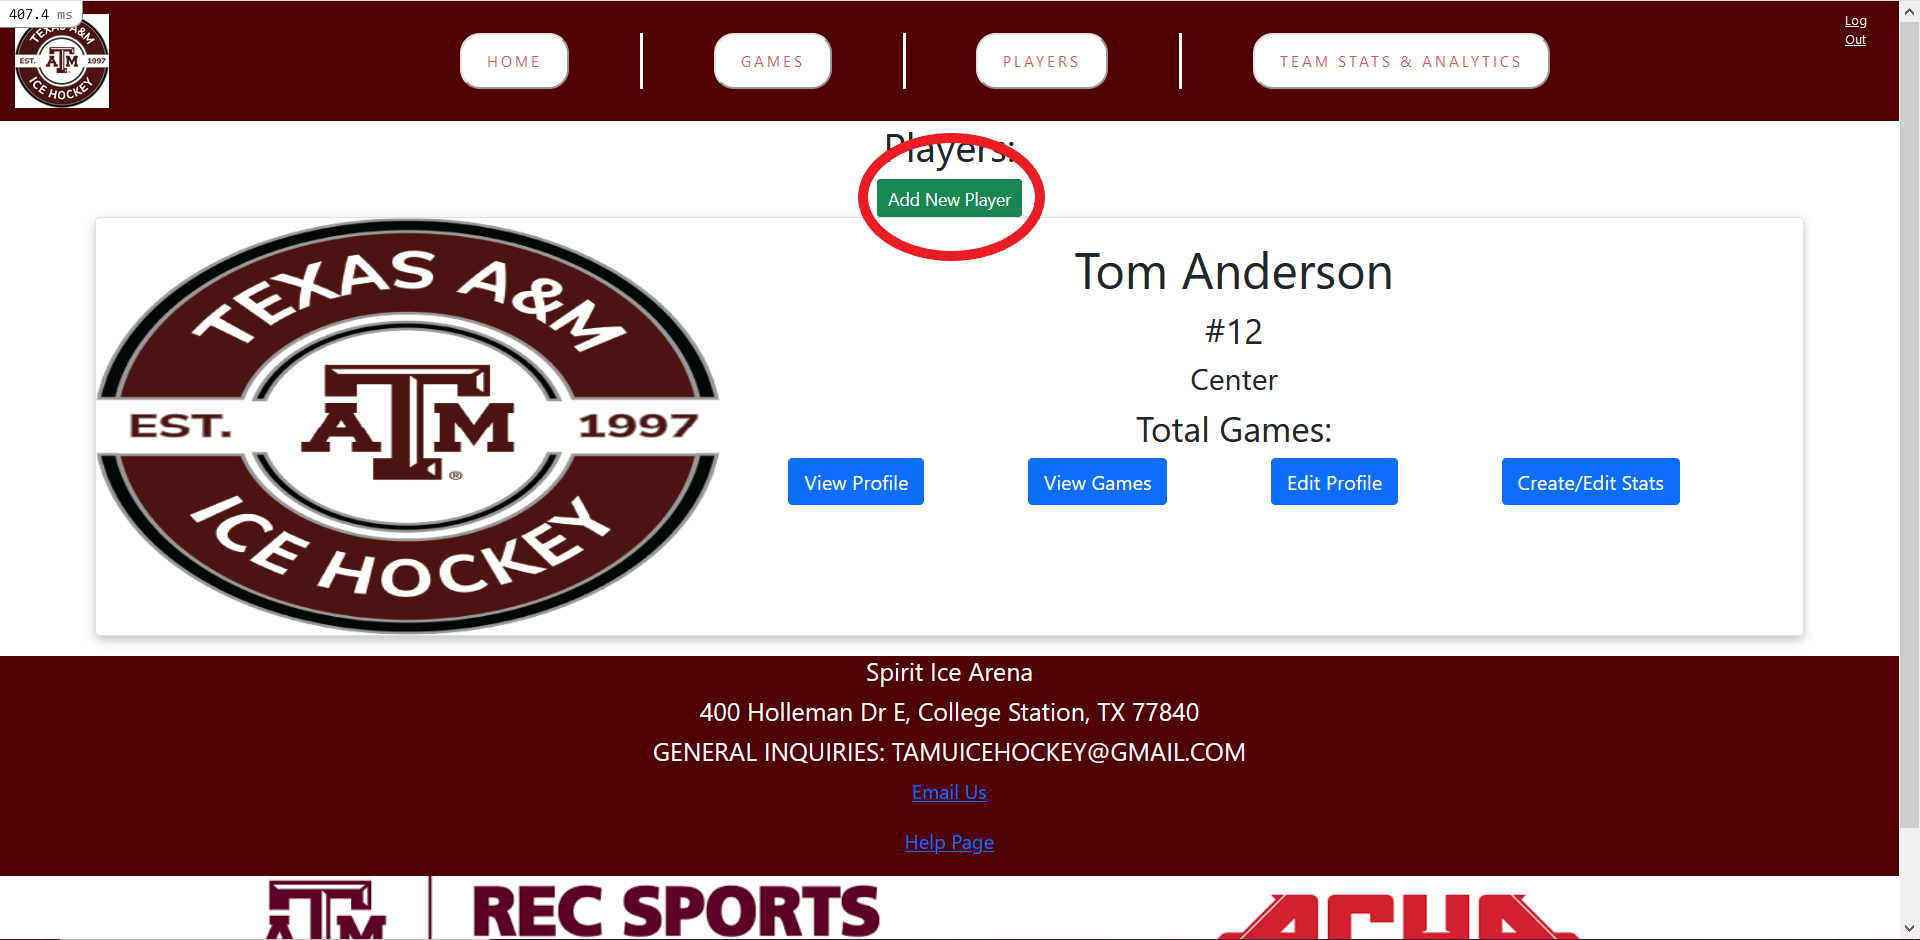 407.4 ms
TEXAS A&M
EST. ATM 1997
ICE HOCKEY
HOME
GAMES
PLAYERS
TEAM STATS & ANALYTICS
Log
Out
Players:
Add New Player
TEXAS A&M
EST. ATM 1997
®
ICE HOCKEY
Tom Anderson
#12
Center
Total Games:
View Profile
View Games
Edit Profile
Create/Edit Stats
Spirit Ice Arena
400 Holleman Dr E, College Station, TX 77840
GENERAL INQUIRIES: TAMUICEHOCKEY@GMAIL.COM
Email Us
Help Page
ATM
REC SPORTS
ACHA